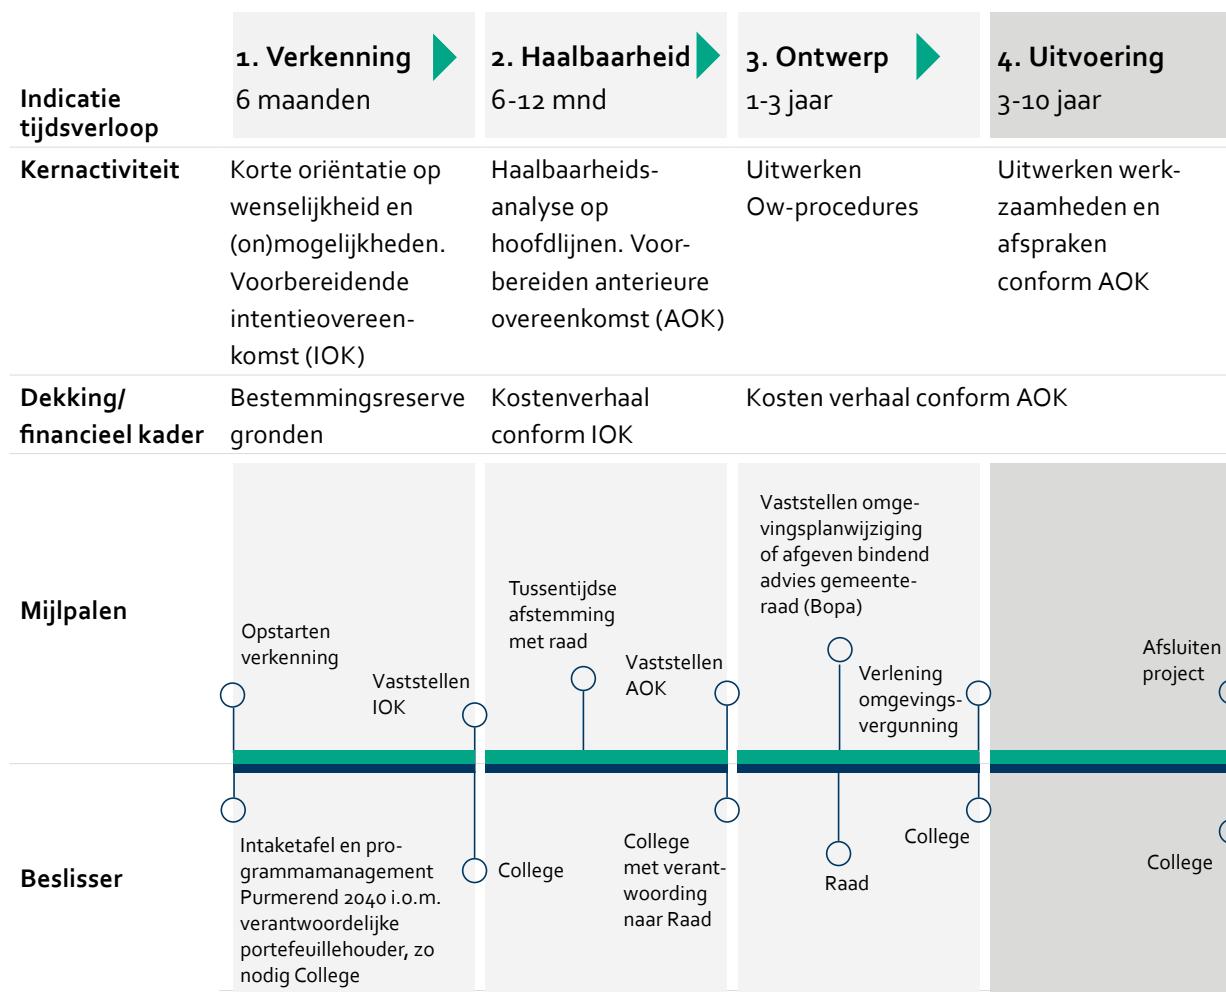 1. Verkenning
6 maanden
2. Haalbaarheid
6-12 mnd
3. Ontwerp
1-3 jaar
4. Uitvoering
3-10 jaar
Indicatie
tijdsverloop
Kernactiviteit
Korte oriëntatie op
wenselijkheid en
(on)mogelijkheden.
Voorbereidende
intentieovereen-
komst (IOK)
Haalbaarheids-
analyse op
hoofdlijnen. Voor-
bereiden anterieure
overeenkomst (AOK)
Uitwerken
Ow-procedures
Uitwerken werk-
zaamheden en
afspraken
conform AOK
Dekking/
financieel kader
Bestemmingsreserve
gronden
Kostenverhaal
conform IOK
Kosten verhaal conform AOK
Mijlpalen
Opstarten
verkenning
Vaststellen
IOK
Tussentijdse
afstemming
met raad
Vaststellen
AOK
Vaststellen omge-
vingsplanwijziging
of afgeven bindend
advies gemeente-
raad (Bopa)
Verlening
omgevings-
vergunning
Afsluiten
project
Beslisser
Intaketafel en pro-
grammamanagement
Purmerend 2040 i.o.m.
verantwoordelijke
portefeuillehouder, zo
nodig College
College
College
met verant-
woording
naar Raad
Raad
College
College